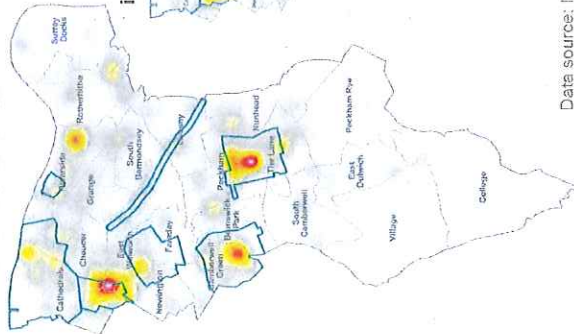 Surrey
Docks
Rotherhithe
Riverside
Grange
South
Bermondsey
Livesey
Cathedrals
Chaucer
East
Walworth
Newington
Faraday
Camberwell
Green
Brunswick
Park
Peckham
The Lane
Nunhead
South
Camberwell
Peckham Rye
East
Dulwich
Village
College
Data source: